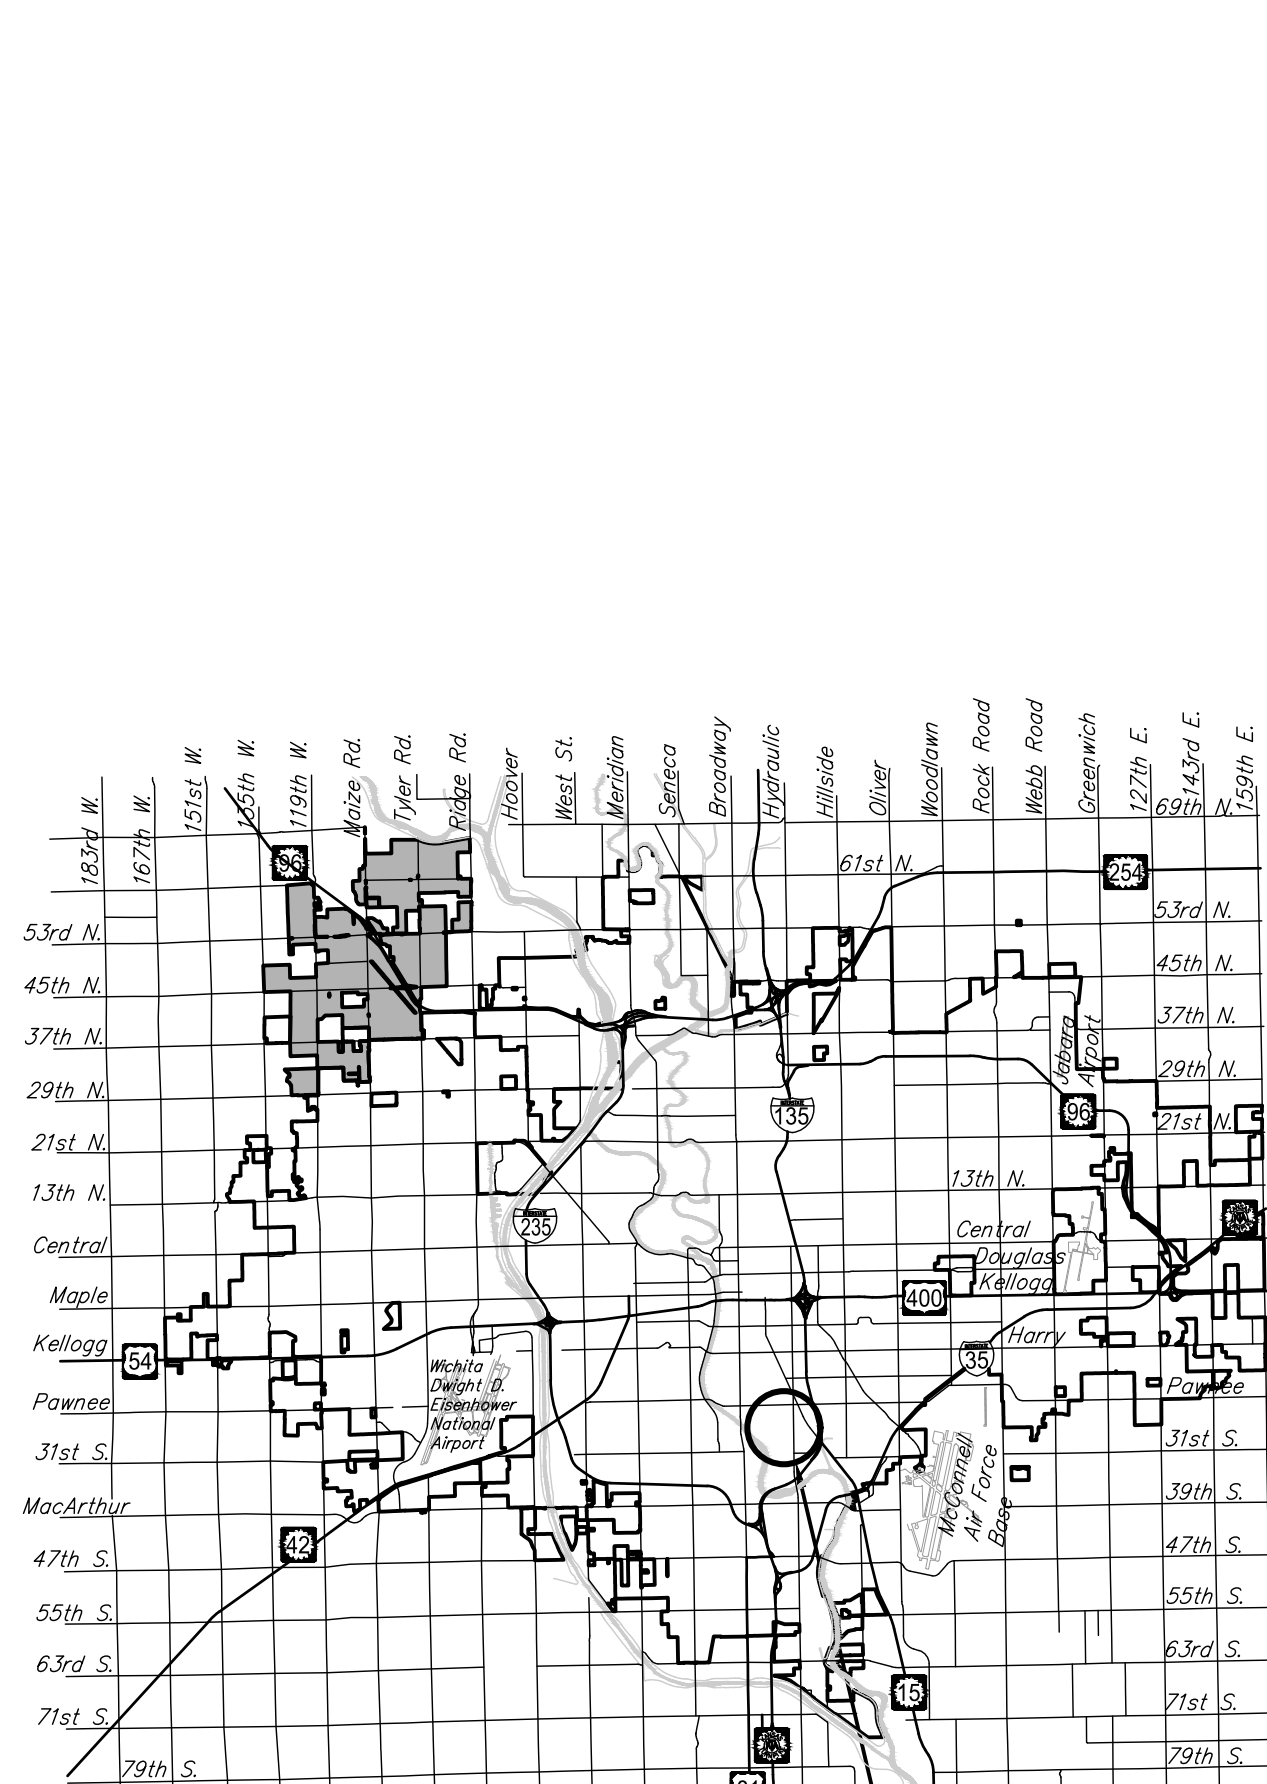 183rd W.
167th W.
151st W.
135th W.
119th W.
Maize Rd.
Tyler Rd.
Ridge Rd.
Hoover
West St.
Meridian
Seneca
Broadway
Hydraulic
Hillside
Oliver
Woodlawn
Rock Road
Webb Road
Greenwich
127th E.
143rd E.
159th E.
69th N.
96
61st N.
254
53rd N.
53rd N.
45th N.
45th N.
37th N.
37th N.
Jabara
Airport
29th N.
29th N.
INTERSTATE
135
96
21st N.
21st N.
13th N.
13th N.
INTERSTATE
235
Central
Central
Douglass
Kellogg
Maple
400
Kellogg
54
Harry
INTERSTATE
35
Wichita
Dwight D.
Eisenhower
National
Airport
Pawnee
Pawnee
31st S.
31st S.
McConnell
Air Force
Base
MacArthur
39th S.
42
47th S.
47th S.
55th S.
55th S.
63rd S.
63rd S.
15
71st S.
71st S.
79th S.
79th S.